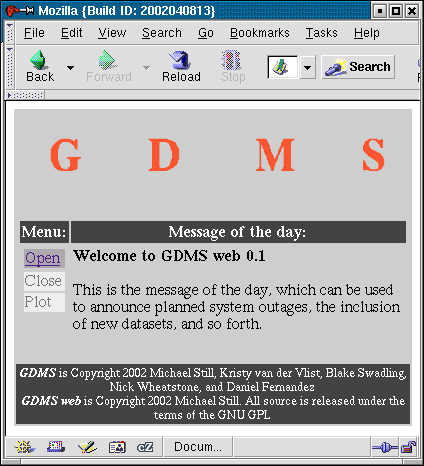 Mozilla {Build ID: 2002040813}
File Edit View Search Go Bookmarks Tasks Help
Back Forward Reload Stop Search
G D M S
Menu: Message of the day:
Open
Close
Plot
Welcome to GDMS web 0.1
This is the message of the day, which can be used
to announce planned system outages, the inclusion
of new datasets, and so forth.
GDMS is Copyright 2002 Michael Still, Kristy van der Vlist, Blake Swadling,
Nick Wheatstone, and Daniel Fernandez
GDMS web is Copyright 2002 Michael Still. All source is released under the
terms of the GNU GPL
Docum...